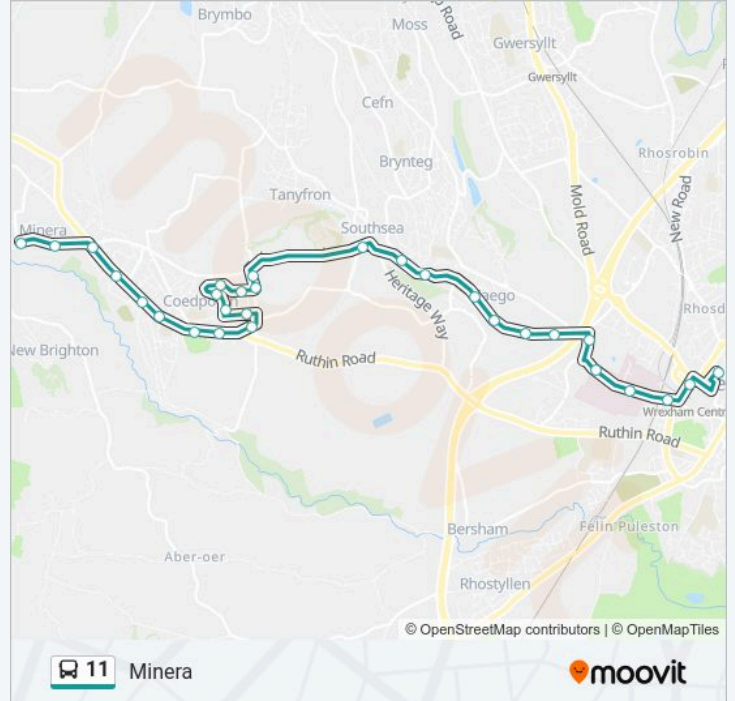 Brymbo
Moss
Road
Gwersyllt
Gwersyllt
Cefn
Brynteg
Rhosrobin
Tanyfron
Mold Road
New Road
Minera
Southsea
Heritage Way
Coedpo
aego
Rhosd
New Brighton
Ruthin Road
Wrexham Centr
Ruthin Road
Bersham
Felin Puleston
Aber-oer
Rhostyllen
© OpenStreetMap contributors | © OpenMapTiles
11 Minera
moovit